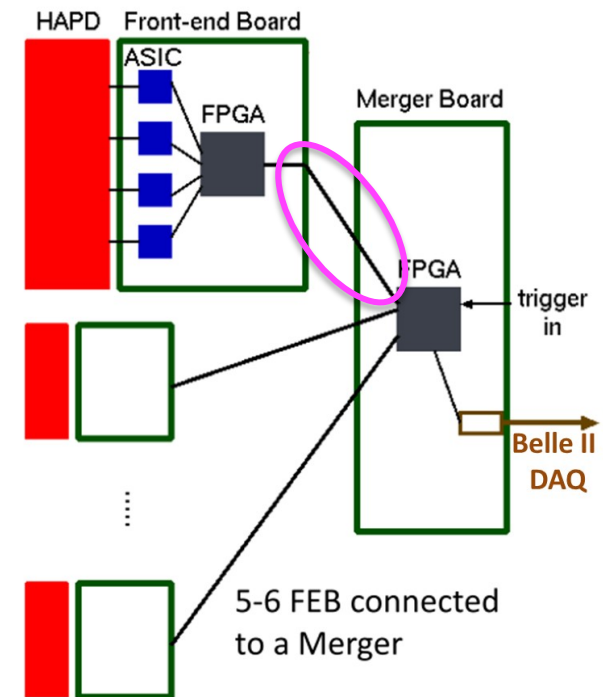 HAPD
Front-end Board
ASIC
FPGA
Merger Board
FPGA
trigger
in
Belle II
DAQ
5-6 FEB connected
to a Merger